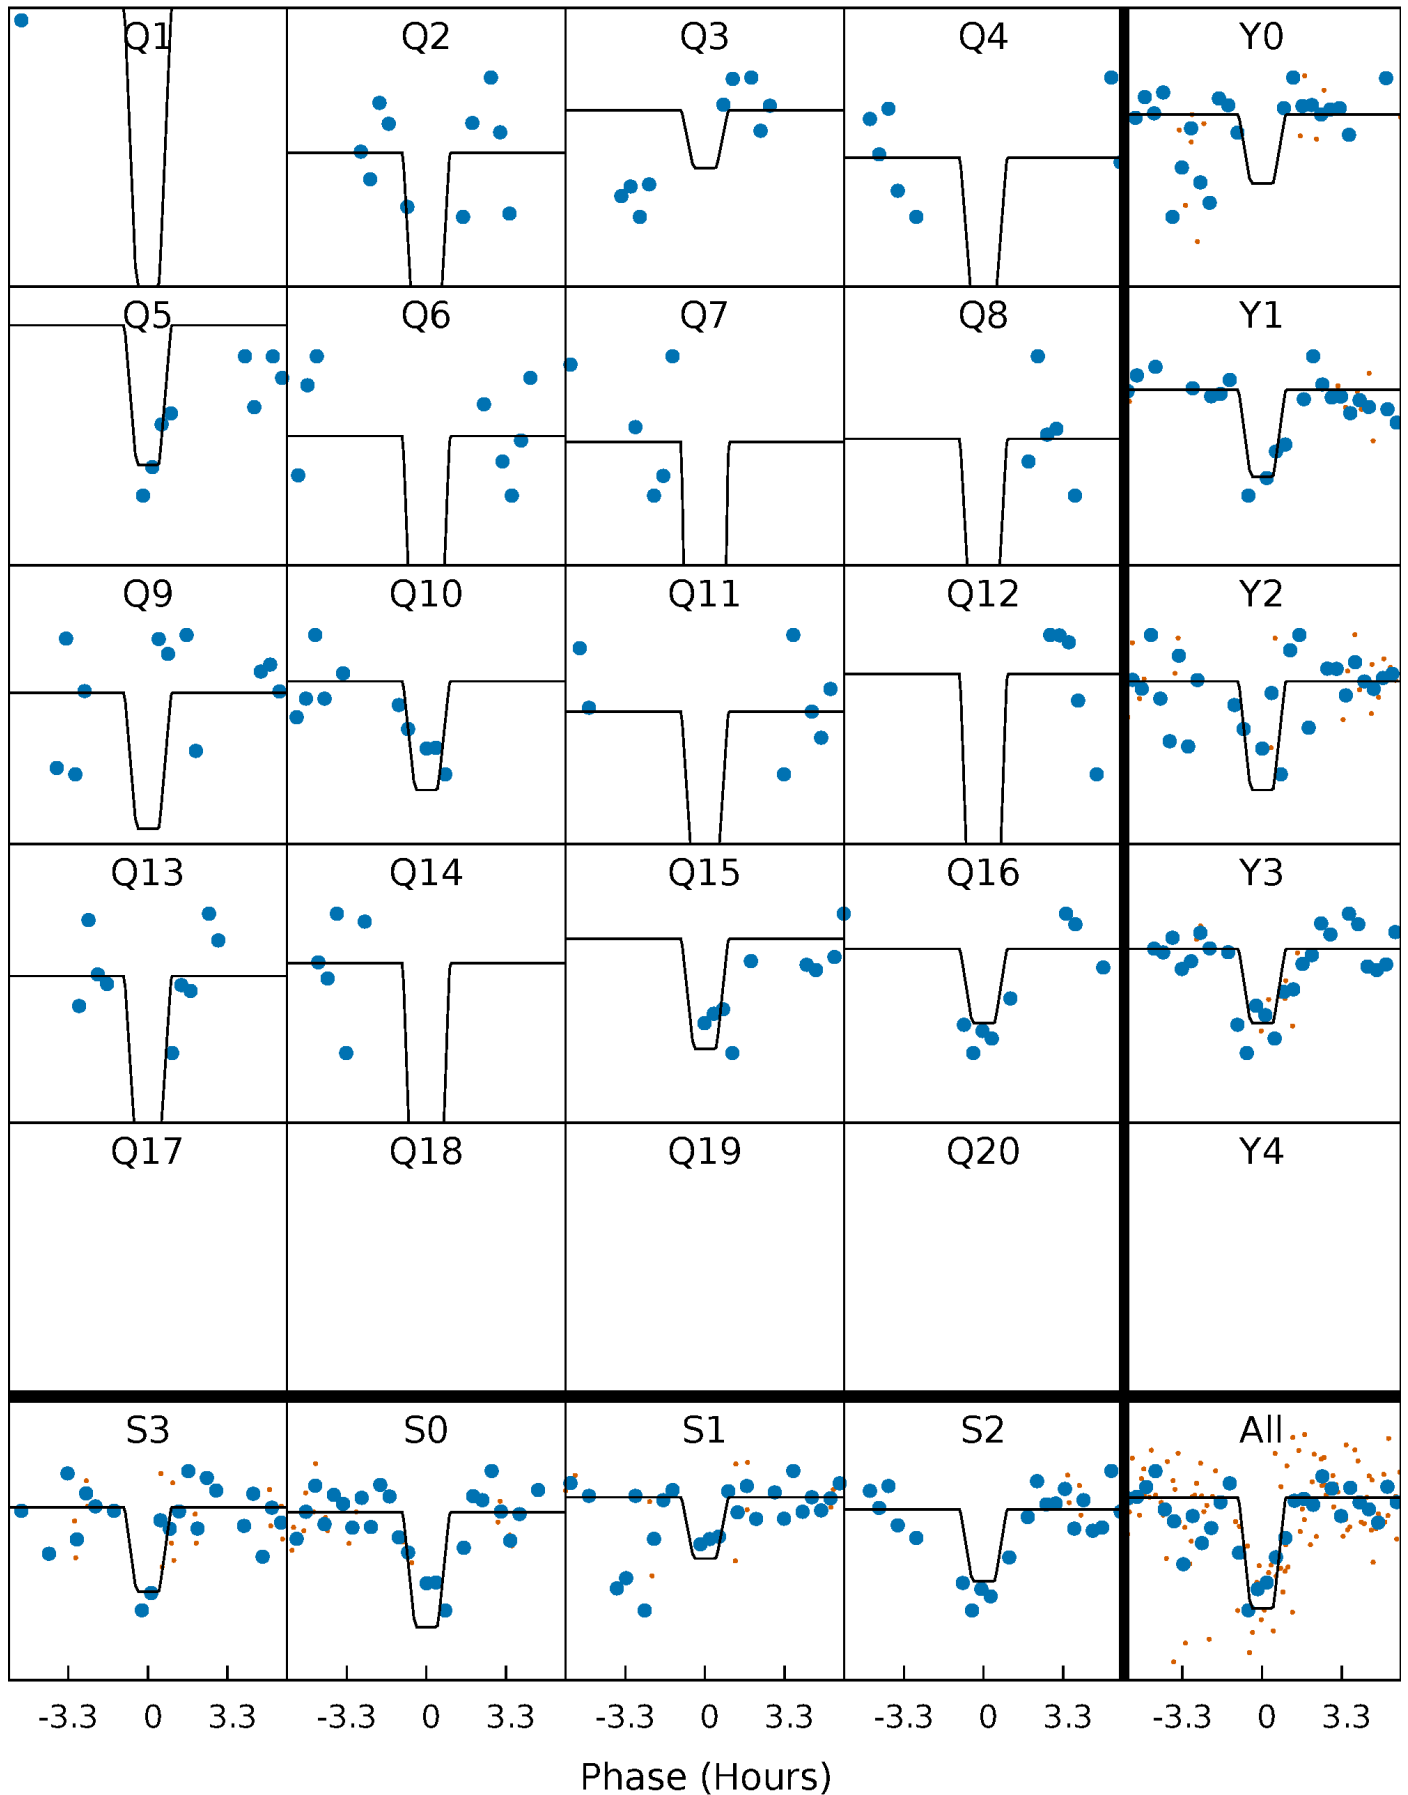 Q1 Q2 Q3 Q4 Y0
Q5 Q6 Q7 Q8 Y1
Q9 Q10 Q11 Q12 Y2
Q13 Q14 Q15 Q16 Y3
Q17 Q18 Q19 Q20 Y4
S3 S0 S1 S2 All
-3.3 0 3.3 -3.3 0 3.3 -3.3 0 3.3 -3.3 0 3.3 -3.3 0 3.3
Phase (Hours)